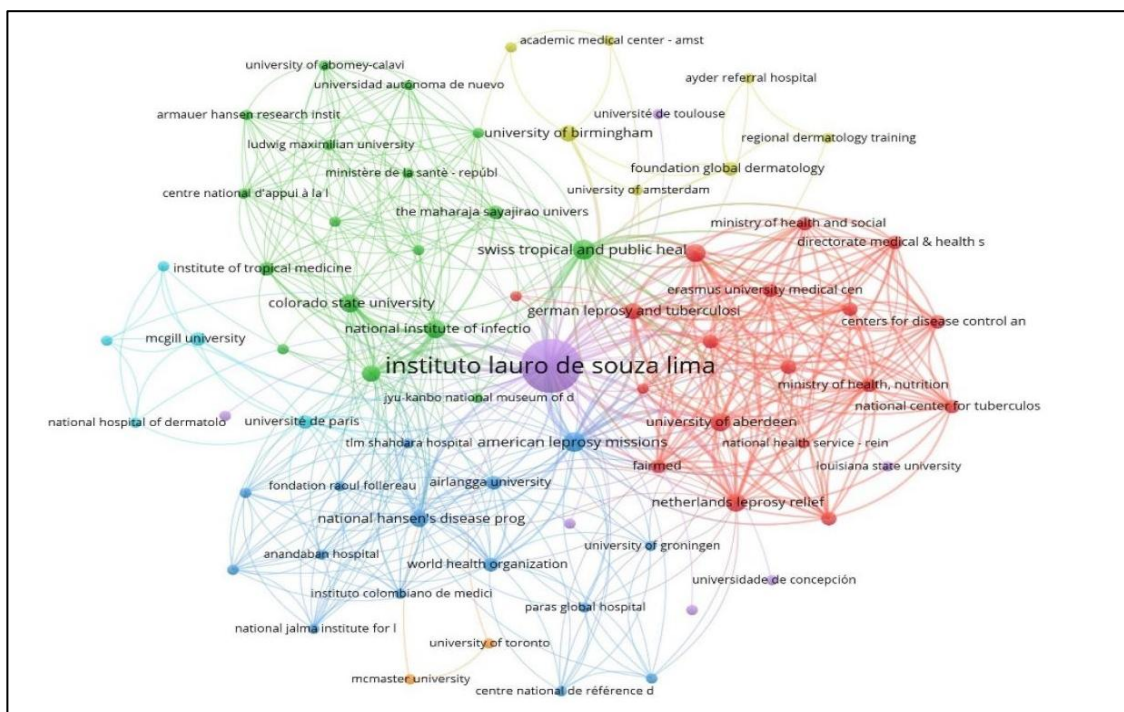 academic medical center - amst
university of abomey-calavi
ayder referral hospital
universidad autónoma de nuevo
armauer hansen research instit
université de toulouse
university of birmingham
regional dermatology training
ludwig maximilian university
foundation global dermatology
ministère de la santè - repúbl
centre national d'appui à la l
university of amsterdam
the maharaja sayajirao univers
ministry of health and social
directorate medical & health s
swiss tropical and public heal
institute of tropical medicine
erasmus university medical cen
colorado state university
german leprosy and tuberculosi
centers for disease control an
national institute of infectio
mcgill university
instituto lauro de souza lima
ministry of health, nutrition
jyu-kanbo national museum of d
national center for tuberculos
national hospital of dermatolo
université de paris
university of aberdeen
tlm shahdara hospital
american leprosy missions
national health service - rein
fairmed
louisiana state university
fondation raoul follereau
airlangga university
netherlands leprosy relief
national hansen's disease prog
university of groningen
anandaban hospital
world health organization
universidade de concepción
instituto colombiano de medici
paras global hospital
national jalma institute for l
university of toronto
mcmaster university
centre national de référence d